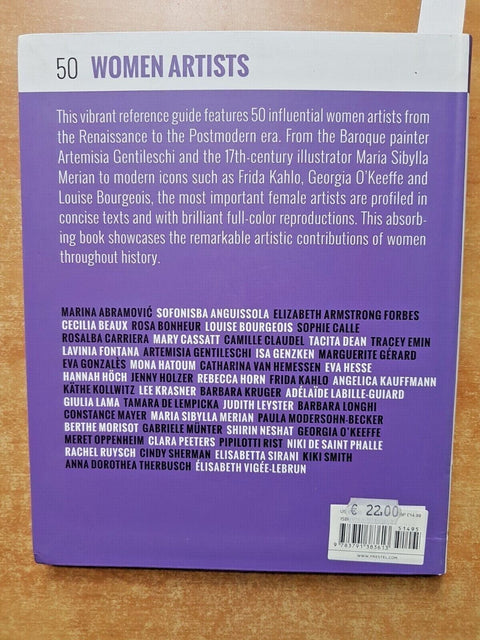 50 WOMEN ARTISTS
This vibrant reference guide features 50 influential women artists from
the Renaissance to the Postmodern era. From the Baroque painter
Artemisia Gentileschi and the 17th-century illustrator Maria Sibylla
Merian to modern icons such as Frida Kahlo, Georgia O'Keeffe and
Louise Bourgeois, the most important female artists are profiled in
concise texts and with brilliant full-color reproductions. This absorb-
ing book showcases the remarkable artistic contributions of women
throughout history.
MARINA ABRAMOVIĆ SOFONISBA ANGUISSOLA ELIZABETH ARMSTRONG FORBES
CECILIA BEAUX ROSA BONHEUR LOUISE BOURGEOIS SOPHIE CALLE
ROSALBA CARRIERA MARY CASSATT CAMILLE CLAUDEL TACITA DEAN TRACEY EMIN
LAVINIA FONTANA ARTEMISIA GENTILESCHI ISA GENZKEN MARGUERITE GÉRARD
EVA GONZALÈS MONA HATOUM CATHARINA VAN HEMESSEN EVA HESSE
HANNAH HÖCH JENNY HOLZER REBECCA HORN FRIDA KAHLO ANGELICA KAUFFMANN
KÄTHE KOLLWITZ LEE KRASNER BARBARA KRUGER ADÉLAÏDE LABILLE-GUIARD
GIULIA LAMA TAMARA DE LEMPICKA JUDITH LEYSTER BARBARA LONGHI
CONSTANCE MAYER MARIA SIBYLLA MERIAN PAULA MODERSOHN-BECKER
BERTHE MORISOT GABRIELE MÜNTER SHIRIN NESHAT GEORGIA O'KEEFFE
MERET OPPENHEIM CLARA PEETERS PIPILOTTI RIST NIKI DE SAINT PHALLE
RACHEL RUYSCH CINDY SHERMAN ELISABETTA SIRANI KIKI SMITH
ANNA DOROTHEA THERBUSCH ÉLISABETH VIGÉE-LEBRUN
€ 22,00
ISBN
51495
9 783791 383613
WWW.PRESTEL.COM